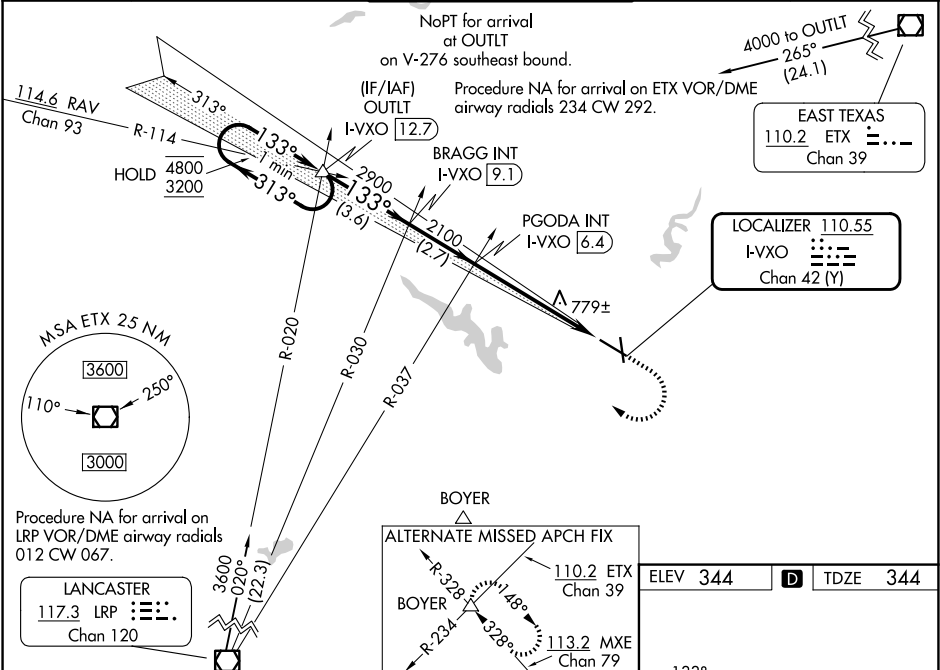 NoPT for arrival
at OUTLT
on V-276 southeast bound.
4000 to OUTLT
265°
(24.1)
Procedure NA for arrival on ETX VOR/DME
airway radials 234 CW 292.
EAST TEXAS
110.2 ETX
Chan 39
114.6 RAV
Chan 93
R-114
313°
(IF/IAF)
OUTLT
I-VXO 12.7
133°
1 min
313°
HOLD 4800
3200
133°
2900
(3.6)
BRAGG INT
I-VXO 9.1
2100
(2.7)
PGODA INT
I-VXO 6.4
LOCALIZER 110.55
I-VXO
Chan 42 (Y)
779±
R-020
R-030
R-037
MSA ETX 25 NM
3600
110°
250°
3000
Procedure NA for arrival on
LRP VOR/DME airway radials
012 CW 067.
LANCASTER
117.3 LRP
Chan 120
3600
020°
(22.3)
BOYER
ALTERNATE MISSED APCH FIX
R-328
110.2 ETX
Chan 39
BOYER
148°
328°
R-234
113.2 MXE
Chan 79
ELEV 344
D
TDZE 344